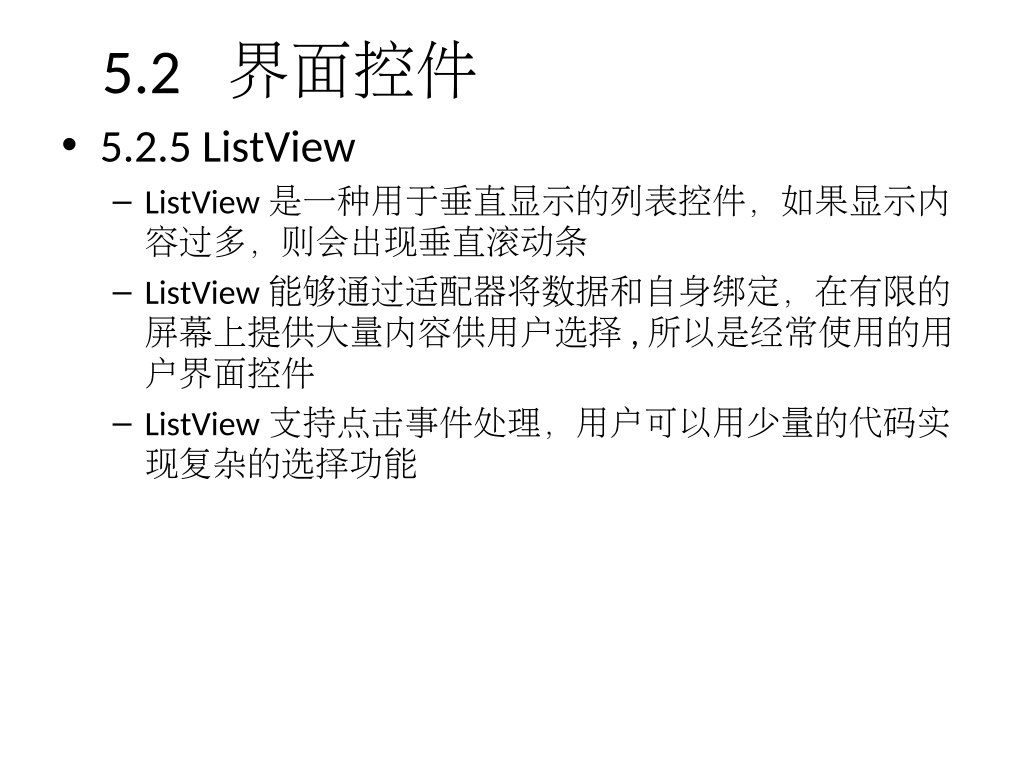 5.2 界面控件
• 5.2.5 ListView
– ListView 是一种用于垂直显示的列表控件，如果显示内
容过多，则会出现垂直滚动条
– ListView 能够通过适配器将数据和自身绑定，在有限的
屏幕上提供大量内容供用户选择 , 所以是经常使用的用
户界面控件
– ListView 支持点击事件处理，用户可以用少量的代码实
现复杂的选择功能